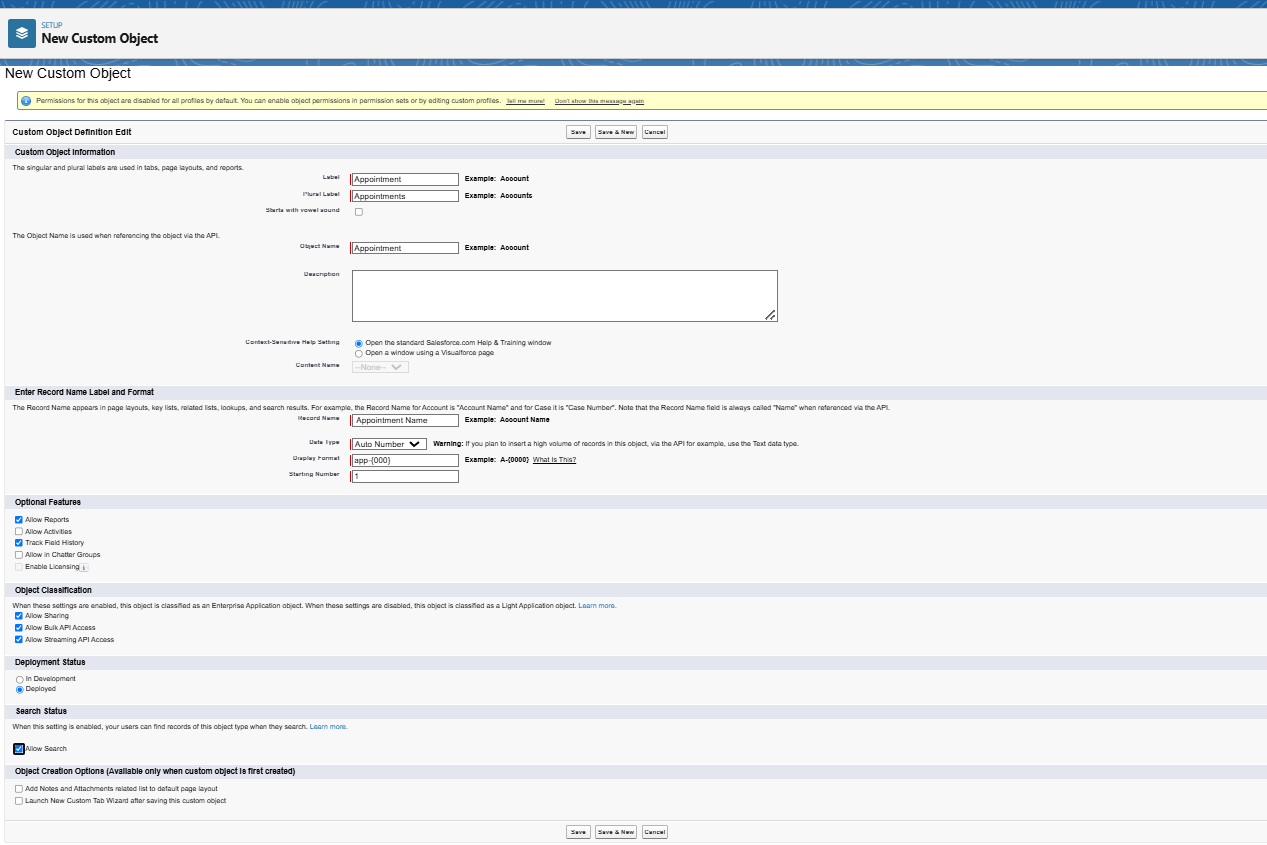 SETUP
New Custom Object
New Custom Object
Permissions for this object are disabled for all profiles by default. You can enable object permissions in permission sets or by editing custom profiles. Tell me more! Don't show this message again
Custom Object Definition Edit Save Save & New Cancel
Custom Object Information
The singular and plural labels are used in tabs, page layouts, and reports.
Label Appointment Example: Account
Plural Label Appointments Example: Accounts
Starts with vowel sound
The Object Name is used when referencing the object via the API.
Object Name Appointment Example: Account
Description
Context-Sensitive Help Setting Open the standard Salesforce.com Help & Training window
Open a window using a Visualforce page
Content Name --None--
Enter Record Name Label and Format
The Record Name appears in page layouts, key lists, related lists, lookups, and search results. For example, the Record Name for Account is "Account Name" and for Case it is "Case Number". Note that the Record Name field is always called "Name" when referenced via the API.
Record Name Appointment Name Example: Account Name
Data Type Auto Number Warning: If you plan to insert a high volume of records in this object, via the API for example, use the Text data type.
Display Format app-{000} Example: A-{0000} What Is This?
Starting Number 1
Optional Features
Allow Reports
Allow Activities
Track Field History
Allow in Chatter Groups
Enable Licensing i
Object Classification
When these settings are enabled, this object is classified as an Enterprise Application object. When these settings are disabled, this object is classified as a Light Application object. Learn more.
Allow Sharing
Allow Bulk API Access
Allow Streaming API Access
Deployment Status
In Development
Deployed
Search Status
When this setting is enabled, your users can find records of this object type when they search. Learn more.
Allow Search
Object Creation Options (Available only when custom object is first created)
Add Notes and Attachments related list to default page layout
Launch New Custom Tab Wizard after saving this custom object
Save Save & New Cancel